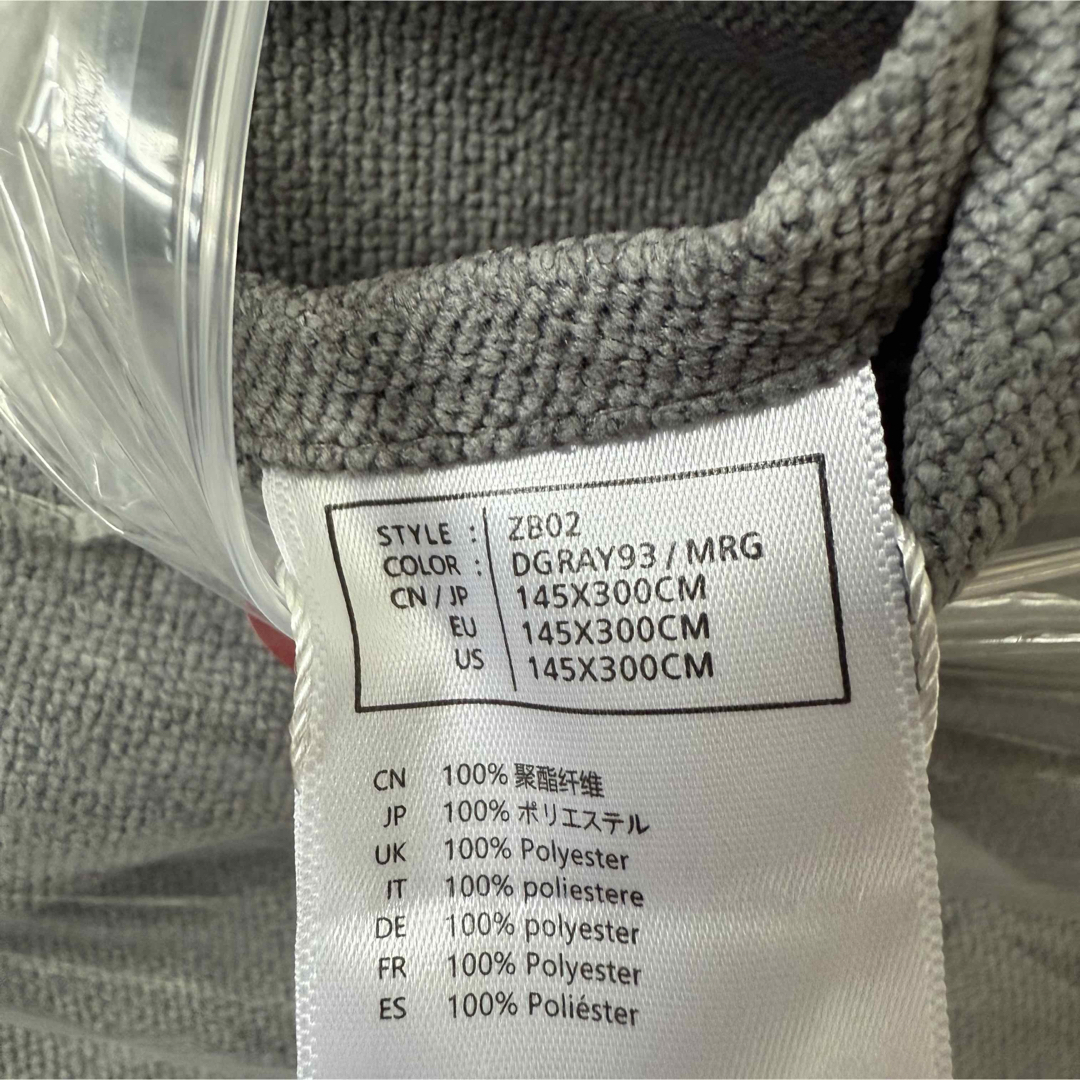 STYLE : ZB02
COLOR : DGRAY93 / MRG
CN / JP 145X300CM
EU 145X300CM
US 145X300CM
CN 100% 聚酯纤维
JP 100% ポリエステル
UK 100% Polyester
IT 100% poliestere
DE 100% polyester
FR 100% Polyester
ES 100% Poliéster